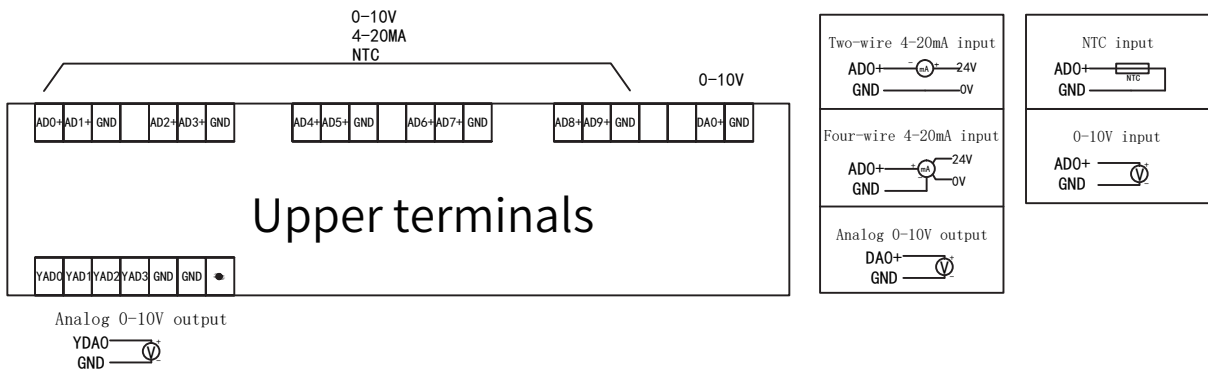 0-10V
4-20MA
NTC
0-10V
AD0+ AD1+ GND AD2+ AD3+ GND AD4+ AD5+ GND AD6+ AD7+ GND AD8+ AD9+ GND DA0+ GND
Upper terminals
YAD0 YAD1 YAD2 YAD3 GND GND
Analog 0-10V output
YDA0
V
+
-
GND
Two-wire 4-20mA input
AD0+ - mA + 24V
GND 0V
Four-wire 4-20mA input
AD0+ + mA 24V
GND - 0V
Analog 0-10V output
DA0+ +
V
GND -
NTC input
AD0+
NTC
GND
0-10V input
AD0+ +
V
GND -